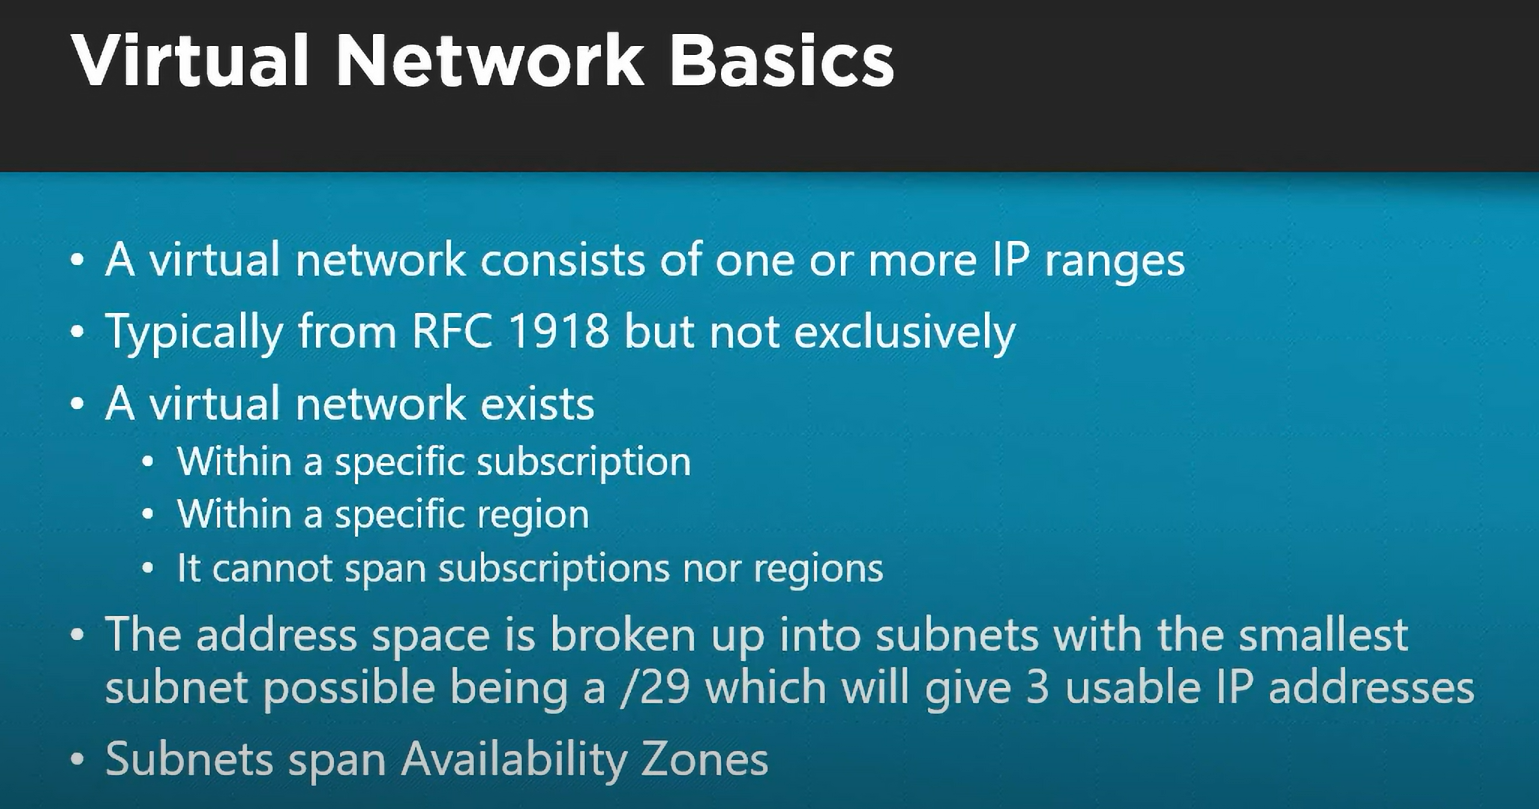 Virtual Network Basics
• A virtual network consists of one or more IP ranges
• Typically from RFC 1918 but not exclusively
• A virtual network exists
• Within a specific subscription
• Within a specific region
• It cannot span subscriptions nor regions
• The address space is broken up into subnets with the smallest
subnet possible being a /29 which will give 3 usable IP addresses
• Subnets span Availability Zones